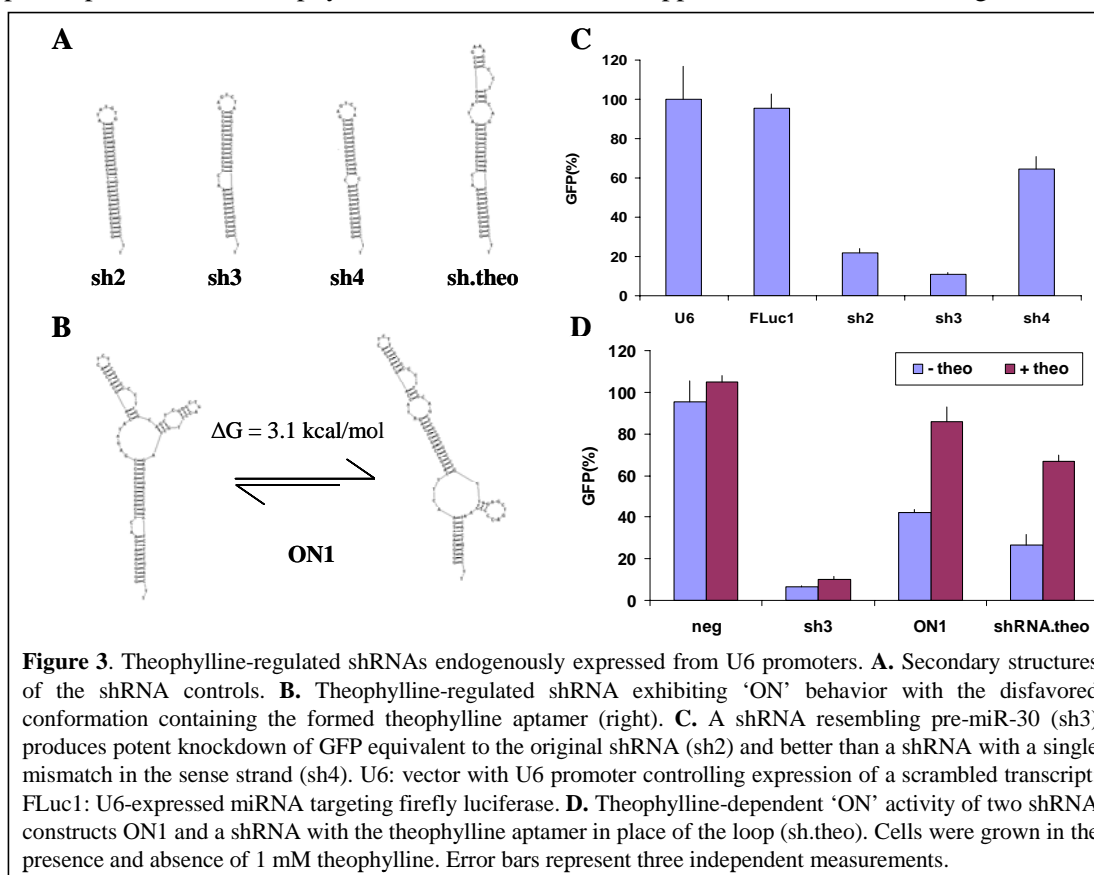 A
C
120
100
80
60
40
20
0
GFP(%)
U6 FLuc1 sh2 sh3 sh4
sh2 sh3 sh4 sh.theo
B
ΔG = 3.1 kcal/mol
ON1
D
120
100
80
60
40
20
0
GFP(%)
- theo + theo
neg sh3 ON1 shRNA.theo
Figure 3. Theophylline-regulated shRNAs endogenously expressed from U6 promoters. A. Secondary structures
of the shRNA controls. B. Theophylline-regulated shRNA exhibiting ‘ON’ behavior with the disfavored
conformation containing the formed theophylline aptamer (right). C. A shRNA resembling pre-miR-30 (sh3)
produces potent knockdown of GFP equivalent to the original shRNA (sh2) and better than a shRNA with a single
mismatch in the sense strand (sh4). U6: vector with U6 promoter controlling expression of a scrambled transcript
FLuc1: U6-expressed miRNA targeting firefly luciferase. D. Theophylline-dependent ‘ON’ activity of two shRNA
constructs ON1 and a shRNA with the theophylline aptamer in place of the loop (sh.theo). Cells were grown in the
presence and absence of 1 mM theophylline. Error bars represent three independent measurements.